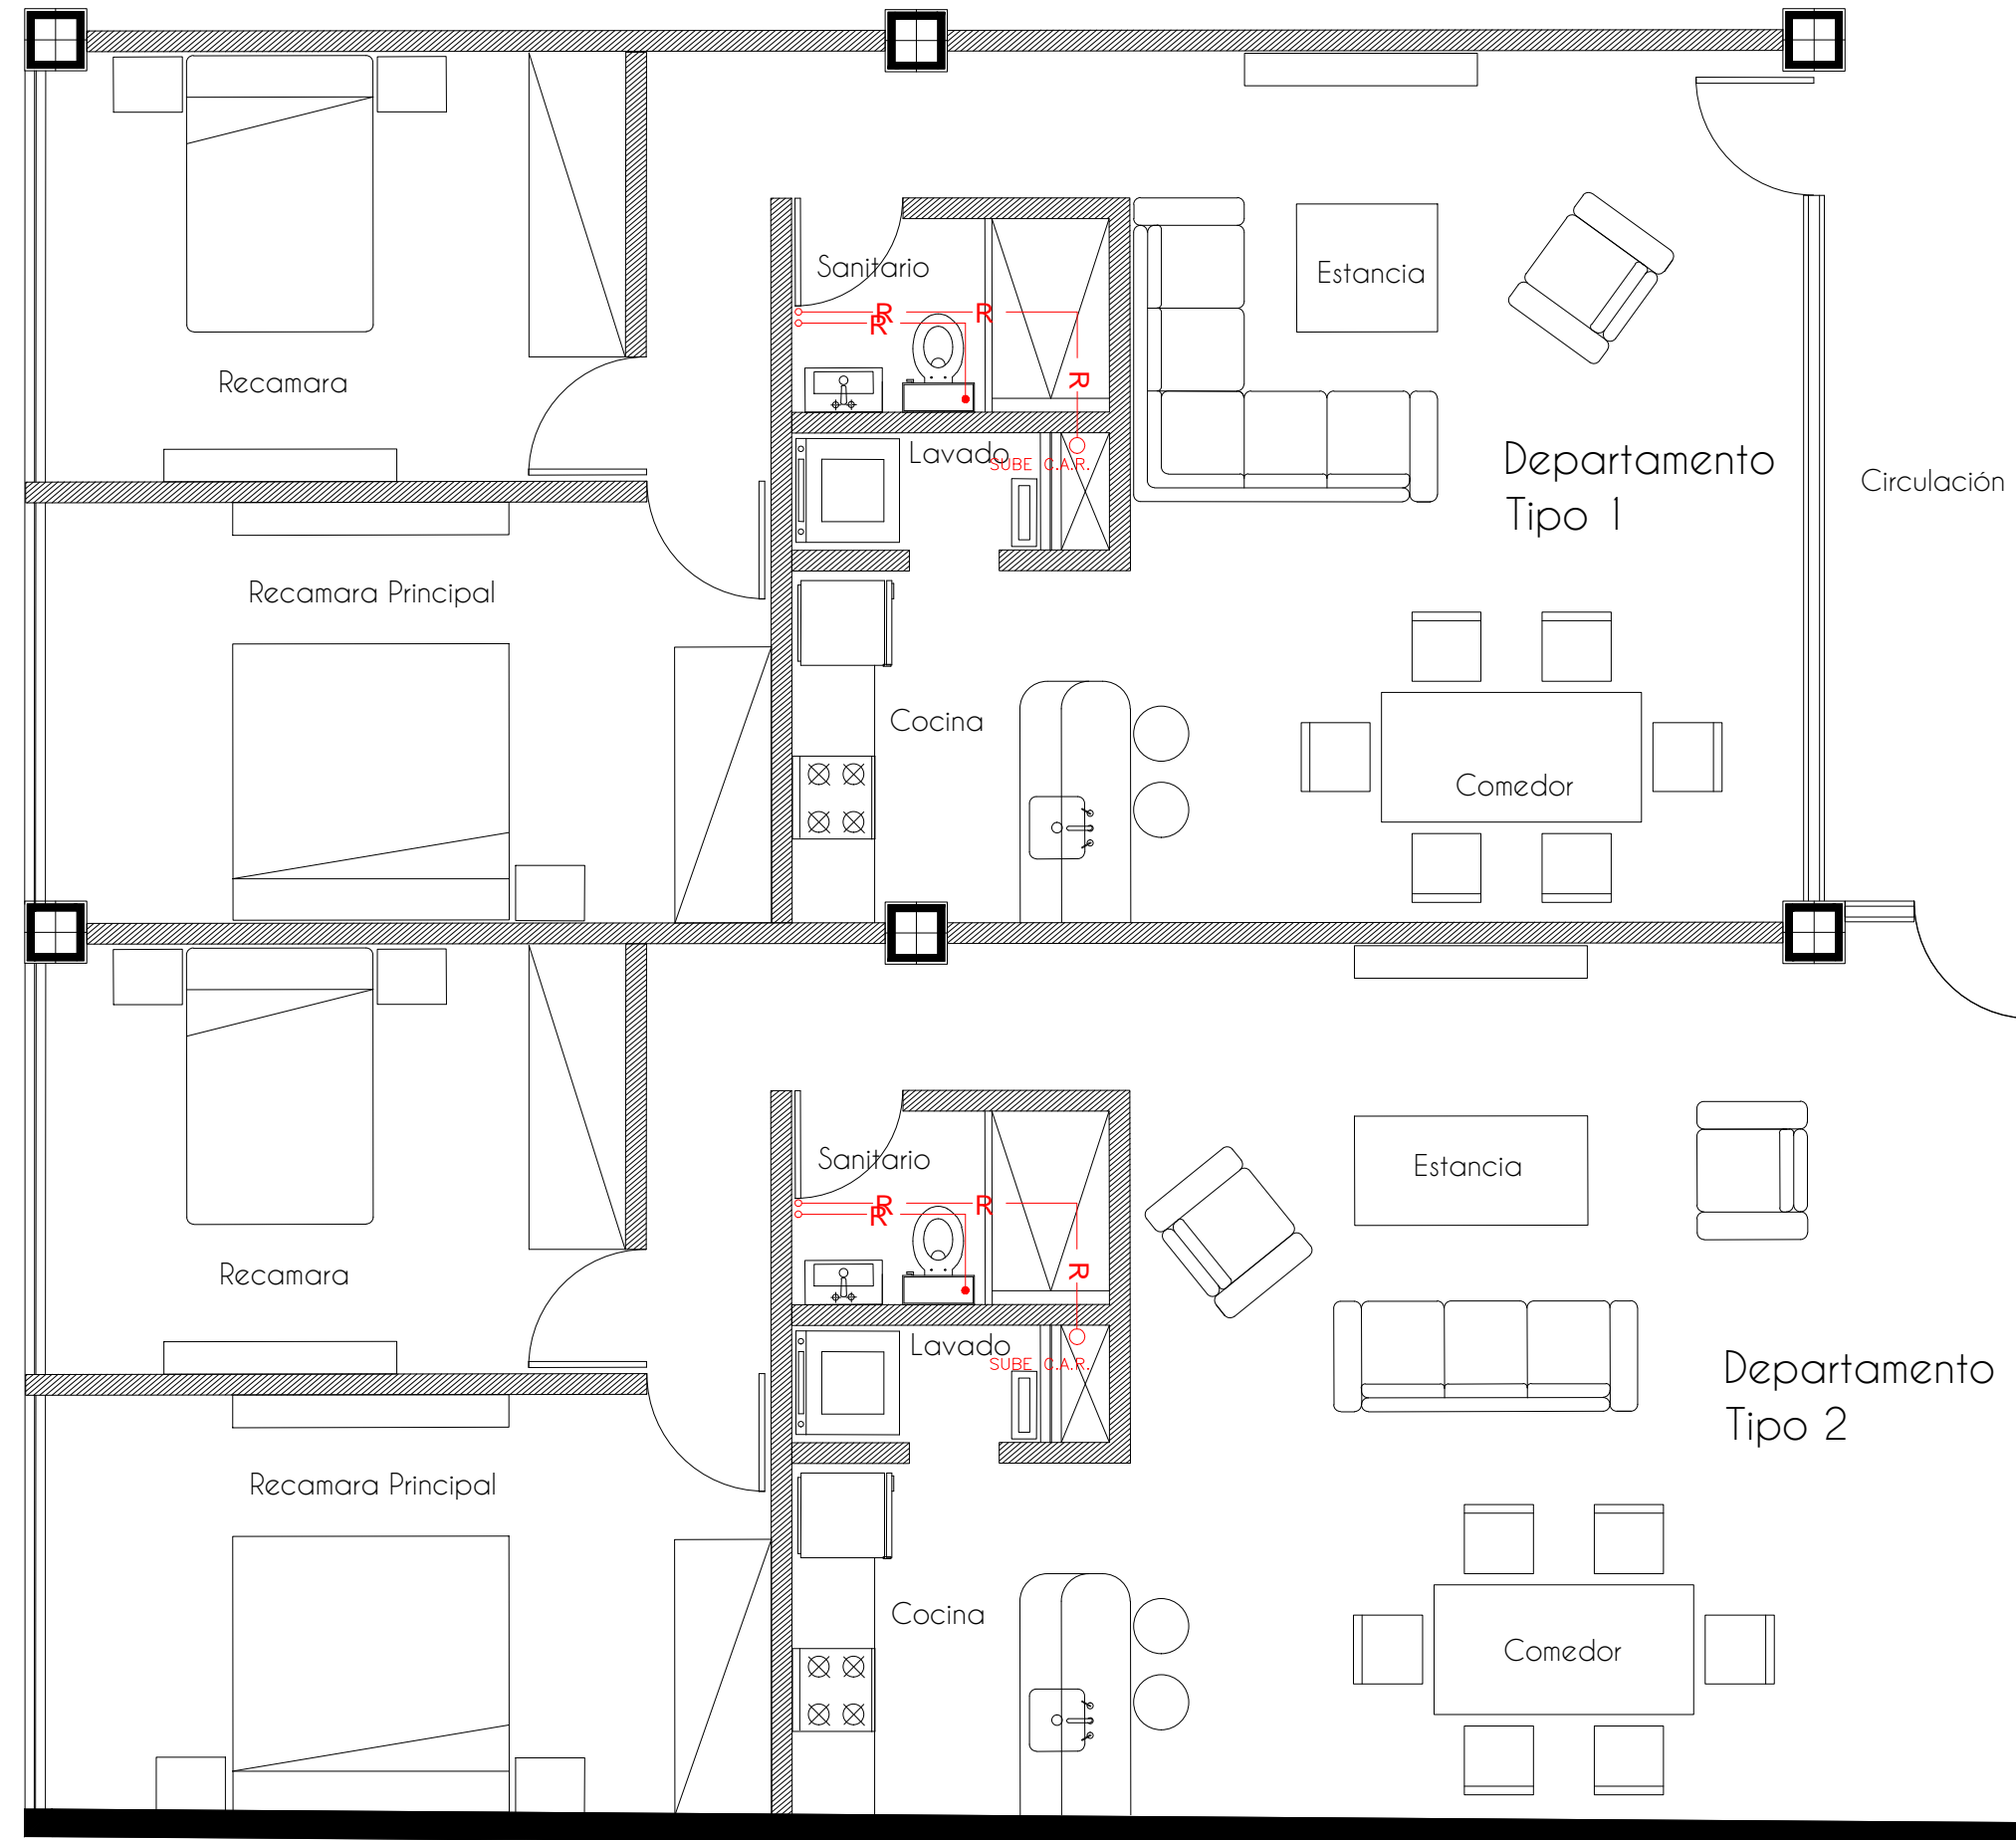 Sanitario
Estancia
R
R
R
R
Recamara
Lavado
SUBE C.A.R.
Departamento
Tipo 1
Circulación
Recamara Principal
Cocina
Comedor
Sanitario
Estancia
R
R
R
R
Recamara
Lavado
SUBE C.A.R.
Departamento
Tipo 2
Recamara Principal
Cocina
Comedor